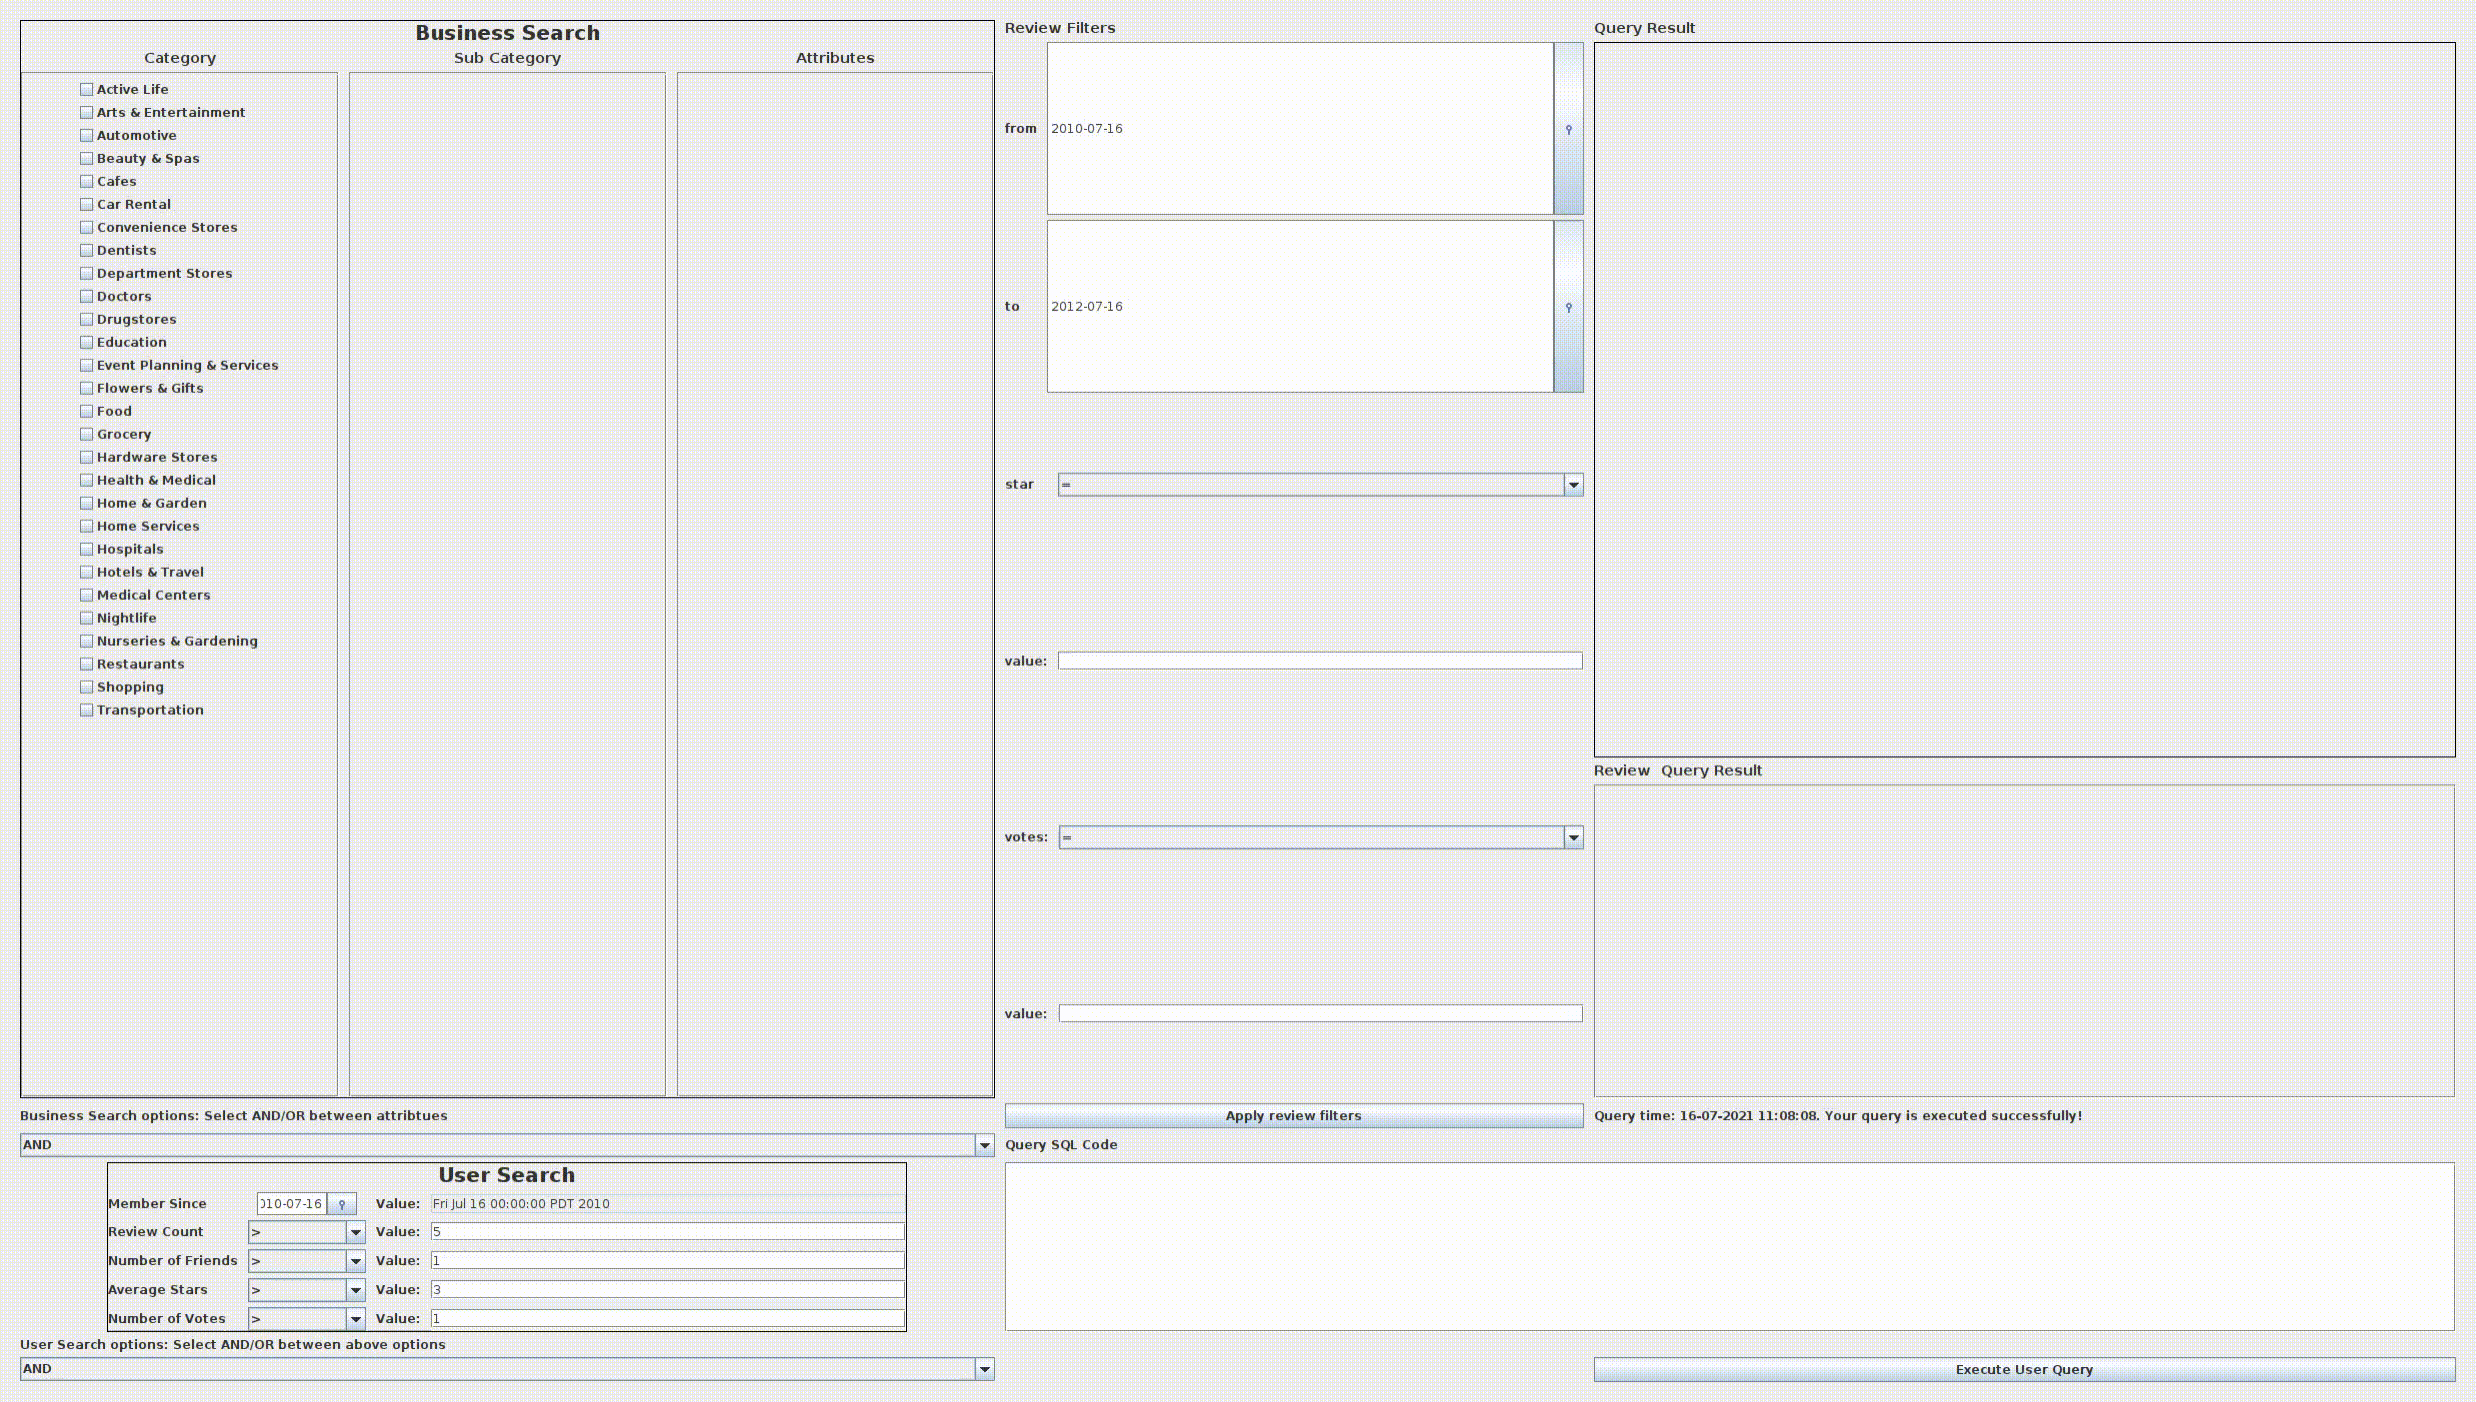 Business Search
Category
Sub Category
Attributes
Active Life
Arts & Entertainment
Automotive
Beauty & Spas
Cafes
Car Rental
Convenience Stores
Dentists
Department Stores
Doctors
Drugstores
Education
Event Planning & Services
Flowers & Gifts
Food
Grocery
Hardware Stores
Health & Medical
Home & Garden
Home Services
Hospitals
Hotels & Travel
Medical Centers
Nightlife
Nurseries & Gardening
Restaurants
Shopping
Transportation
Business Search options: Select AND/OR between attribtues
AND
User Search
Member Since 010-07-16 Value: Fri Jul 16 00:00:00 PDT 2010
Review Count > Value: 5
Number of Friends > Value: 1
Average Stars > Value: 3
Number of Votes > Value: 1
User Search options: Select AND/OR between above options
AND
Review Filters
from 2010-07-16
to 2012-07-16
star =
value:
votes: =
value:
Apply review filters
Query SQL Code
Query Result
Review Query Result
Query time: 16-07-2021 11:08:08. Your query is executed successfully!
Execute User Query